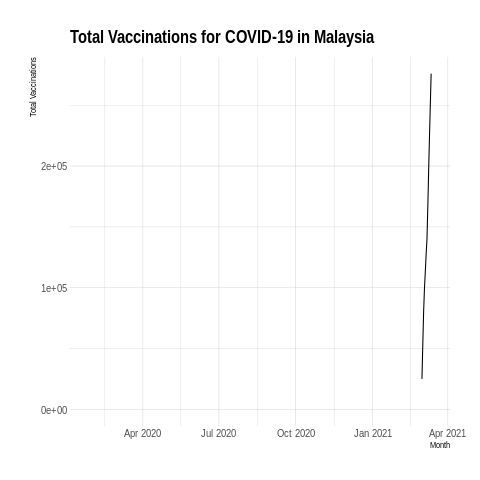 Total Vaccinations for COVID-19 in Malaysia
Total Vaccinations
2e+05
1e+05
0e+00
Apr 2020 Jul 2020 Oct 2020 Jan 2021 Apr 2021
Month